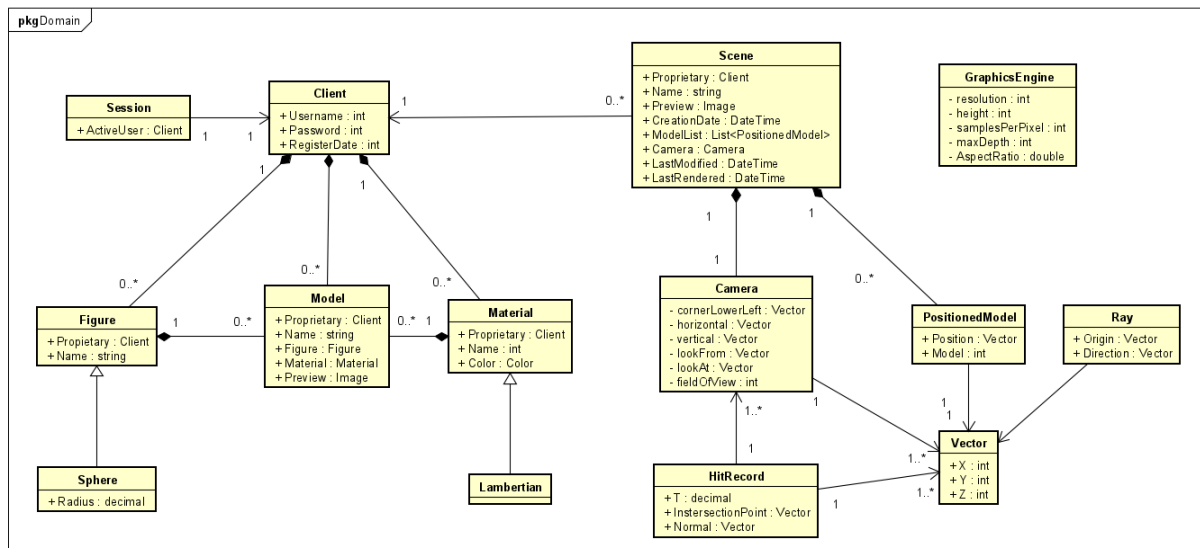 pkg Domain
Session
+ ActiveUser : Client
1
1
Client
+ Username : int
+ Password : int
+ RegisterDate : int
1
0..*
Scene
+ Proprietary : Client
+ Name : string
+ Preview : Image
+ CreationDate : DateTime
+ ModelList : List<PositionedModel>
+ Camera : Camera
+ LastModified : DateTime
+ LastRendered : DateTime
GraphicsEngine
- resolution : int
- height : int
- samplesPerPixel : int
- maxDepth : int
- AspectRatio : double
1
1
1
1
1
0..*
0..*
0..*
1
0..*
Figure
+ Propietary : Client
+ Name : string
1
0..*
Model
+ Proprietary : Client
+ Name : string
+ Figure : Figure
+ Material : Material
+ Preview : Image
0..*
1
Material
+ Proprietary : Client
+ Name : int
+ Color : Color
Camera
- cornerLowerLeft : Vector
- horizontal : Vector
- vertical : Vector
- lookFrom : Vector
- lookAt : Vector
- fieldOfView : int
PositionedModel
+ Position : Vector
+ Model : int
Ray
+ Origin : Vector
+ Direction : Vector
1..*
1
1
1
1
1..*
1..*
1
Sphere
+ Radius : decimal
Lambertian
HitRecord
+ T : decimal
+ InstersectionPoint : Vector
+ Normal : Vector
Vector
+ X : int
+ Y : int
+ Z : int